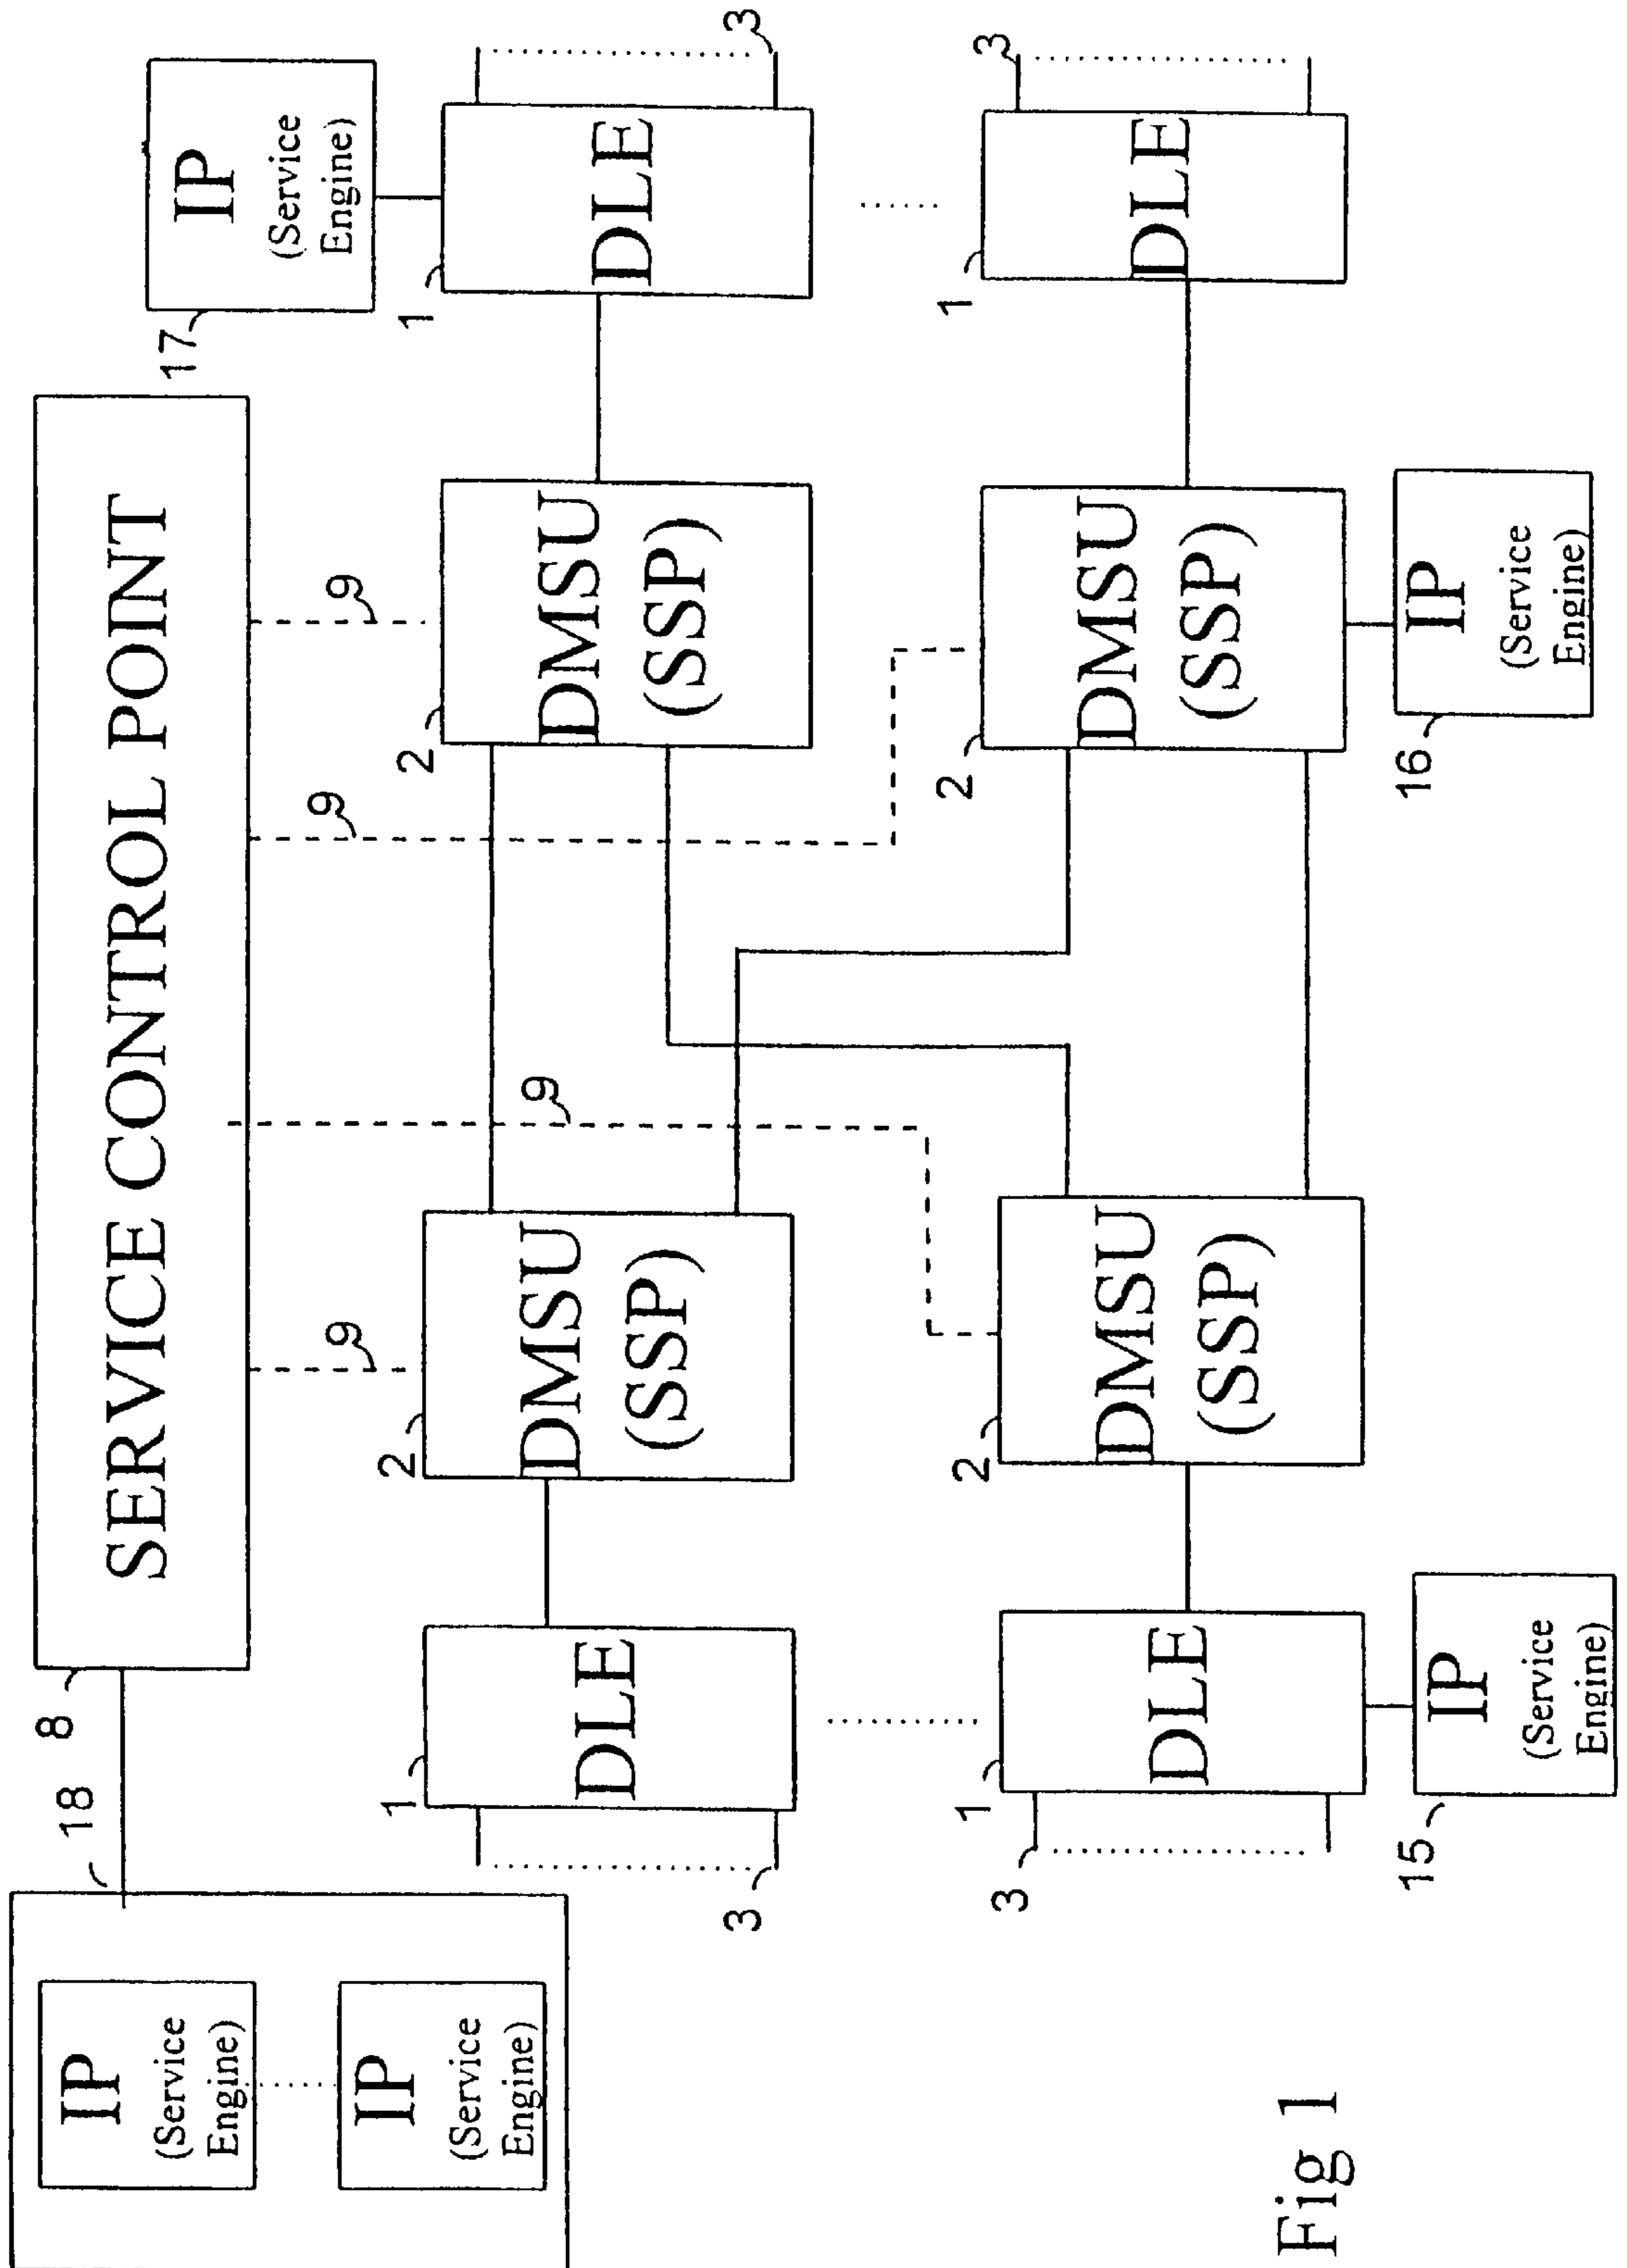 18
8
IP
(Service
Engine)
IP
(Service
Engine)
SERVICE CONTROL POINT
17
IP
(Service
Engine)
9
9
9
9
1
DLE
3
2
DMSU
(SSP)
2
DMSU
(SSP)
1
DLE
3
3
1
DLE
2
DMSU
(SSP)
2
DMSU
(SSP)
1
DLE
3
15
IP
(Service
Engine)
16
IP
(Service
Engine)
Fig 1